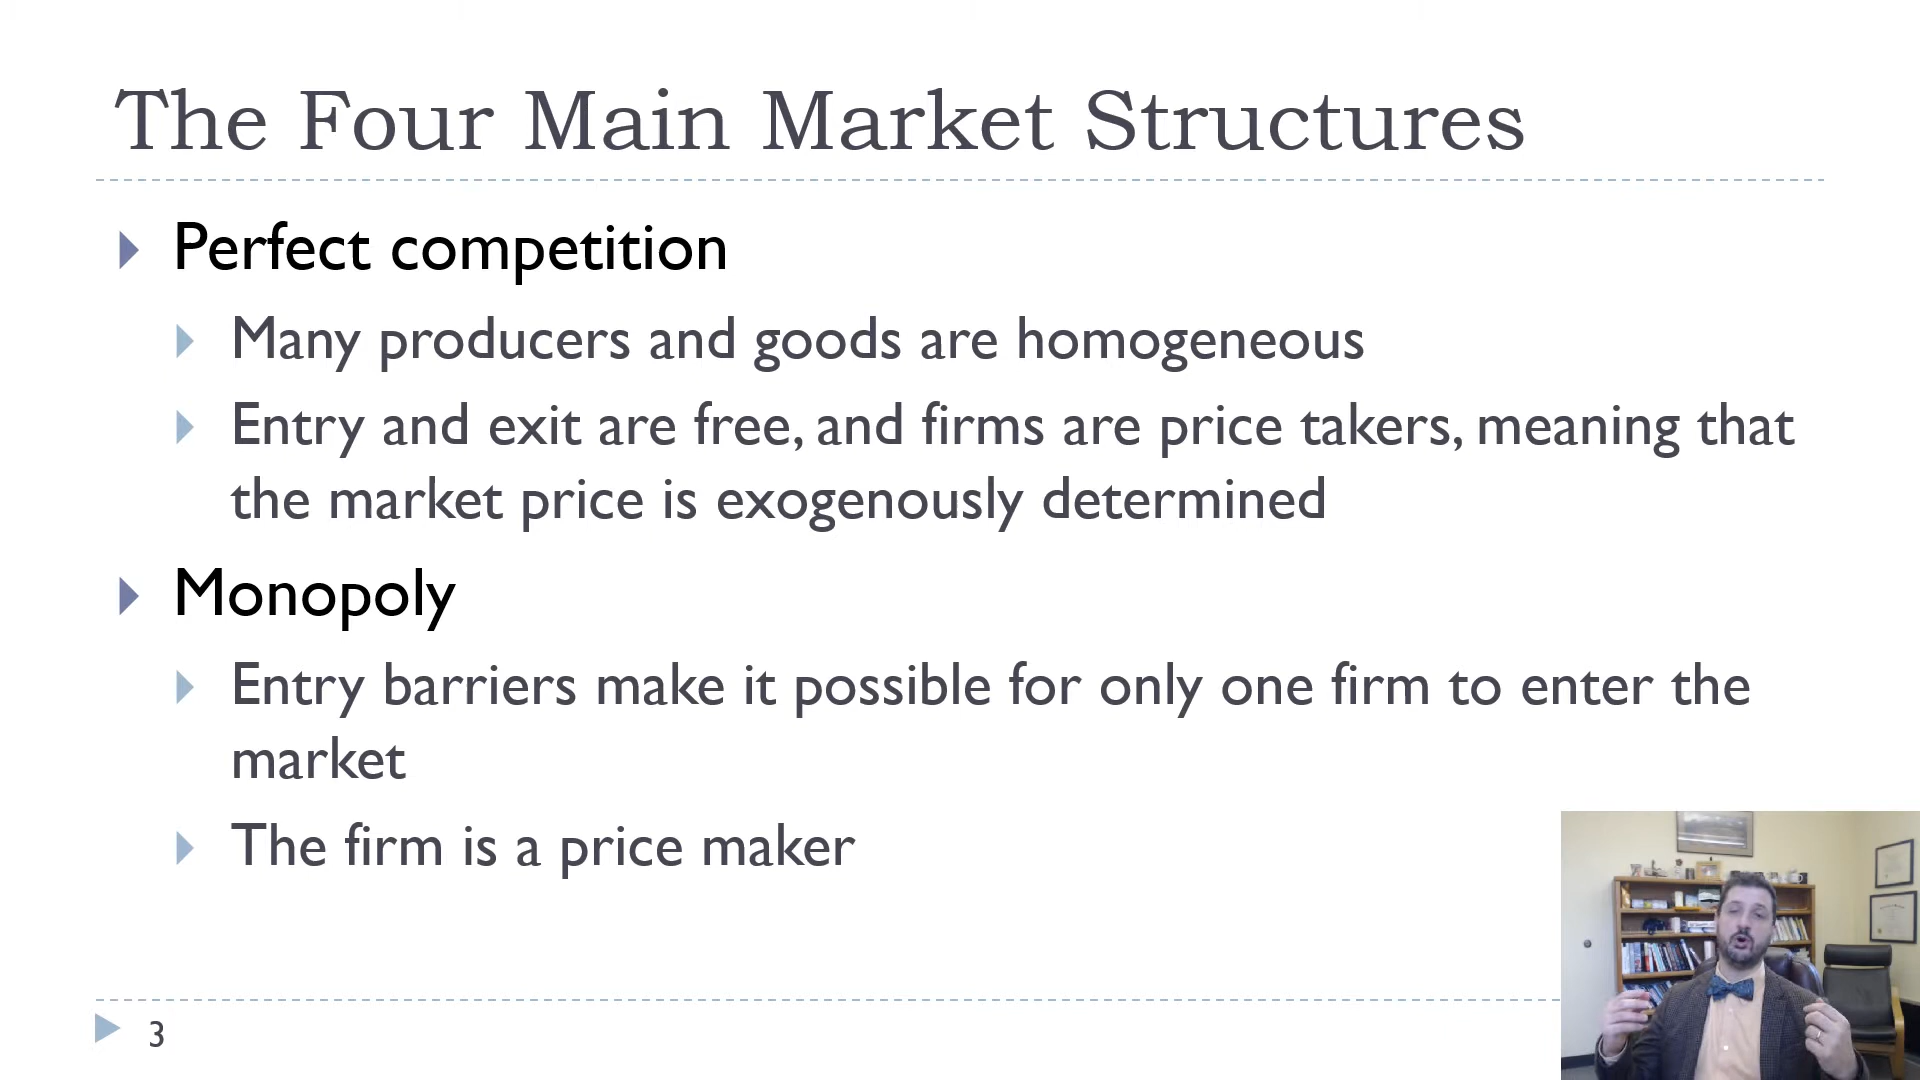 The Four Main Market Structures
Perfect competition
Many producers and goods are homogeneous
Entry and exit are free, and firms are price takers, meaning that
the market price is exogenously determined
Monopoly
Entry barriers make it possible for only one firm to enter the
market
The firm is a price maker
3